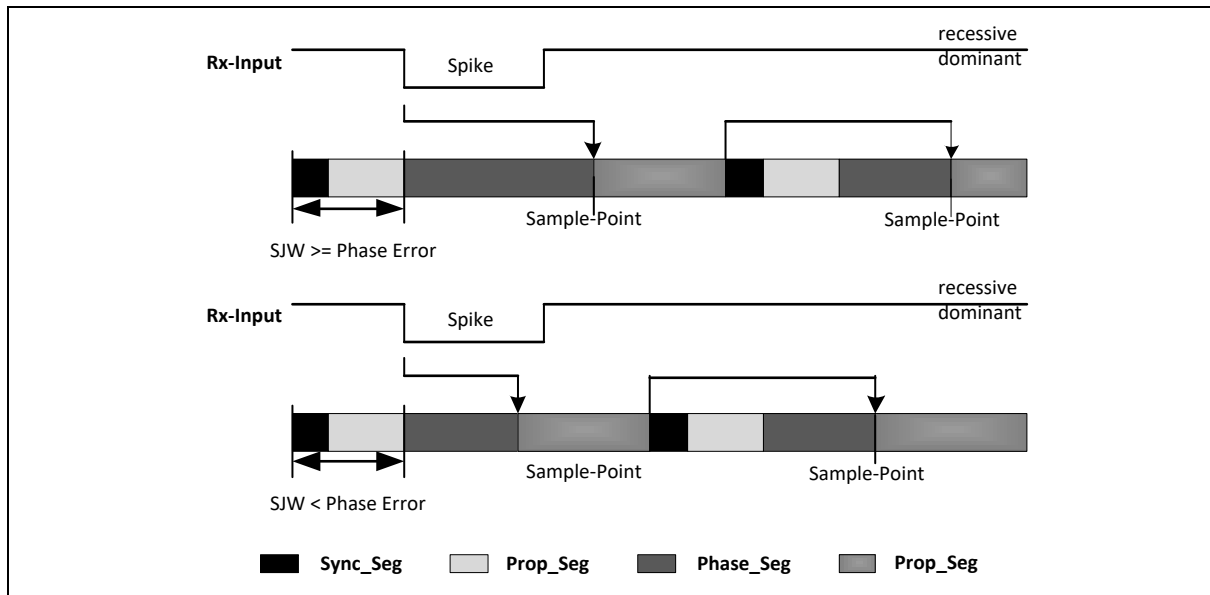 recessive
Rx-Input Spike dominant
Sample-Point Sample-Point
SJW >= Phase Error
recessive
Rx-Input Spike dominant
Sample-Point Sample-Point
SJW < Phase Error
Sync_Seg Prop_Seg Phase_Seg Prop_Seg